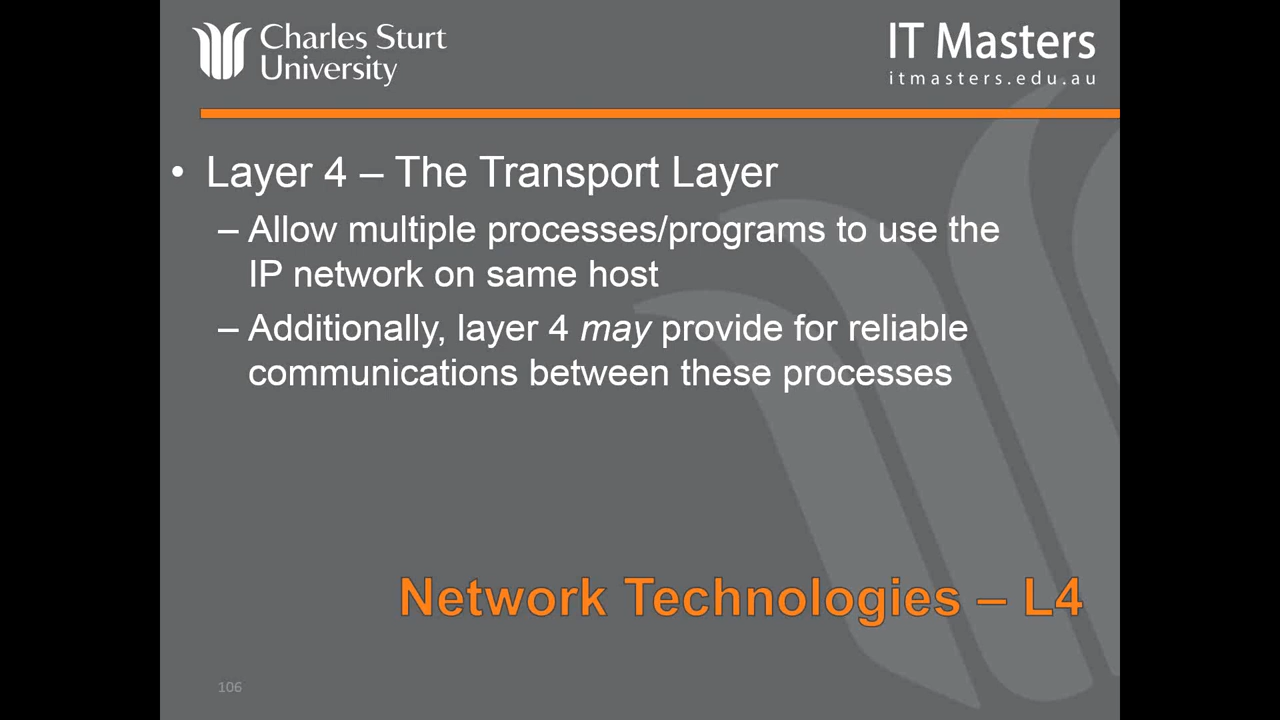 Charles Sturt
University
IT Masters
itmasters.edu.au
• Layer 4 – The Transport Layer
– Allow multiple processes/programs to use the
IP network on same host
– Additionally, layer 4 may provide for reliable
communications between these processes
Network Technologies – L4
106